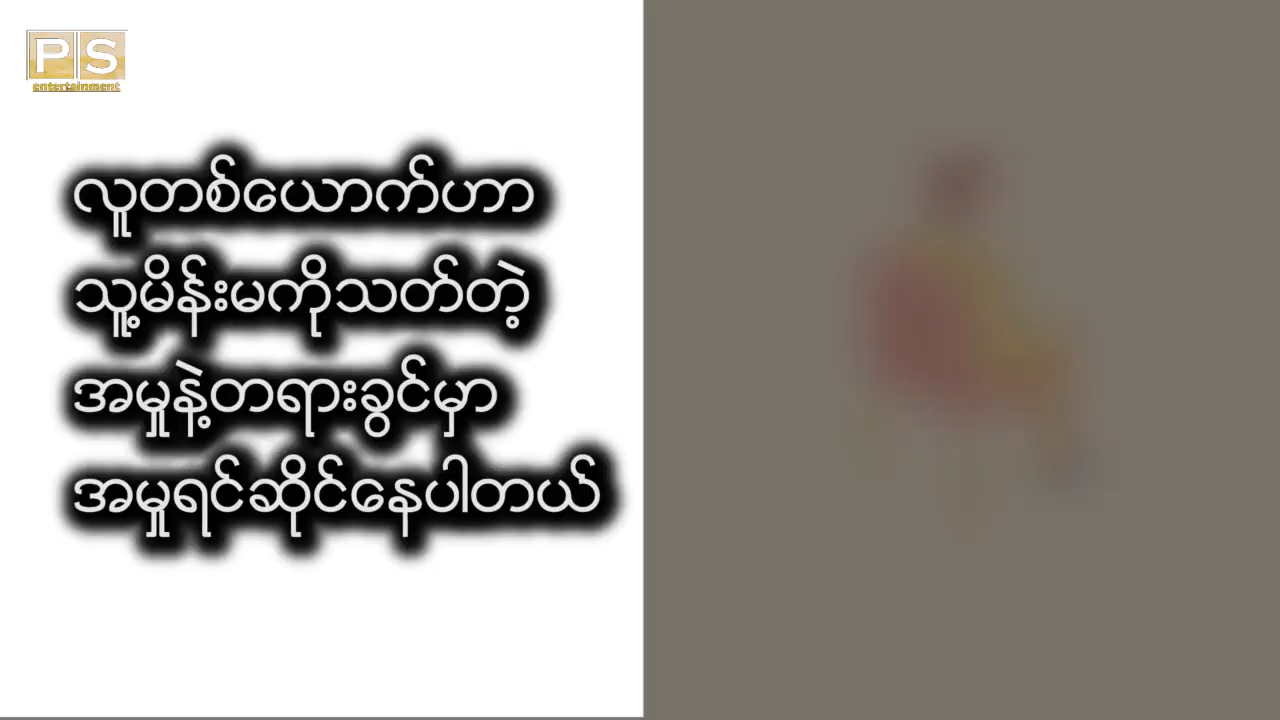 PS
entertainment
လူတစ်ယောက်ဟာ
သူ့မိန်းမကိုသတ်တဲ့
အမှုနဲ့တရားခွင်မှာ
အမှုရင်ဆိုင်နေပါတယ်